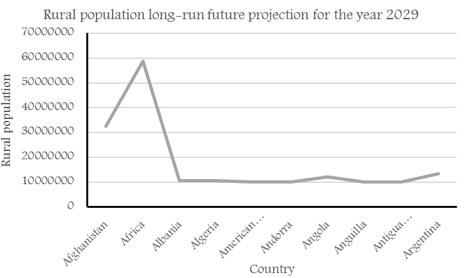 Rural population long-run future projection for the year 2029
70000000
60000000
50000000
40000000
30000000
20000000
10000000
0
Rural population
Afghanistan
Africa
Albania
Algeria
American...
Andorra
Angola
Anguilla
Antigua...
Argentina
Country